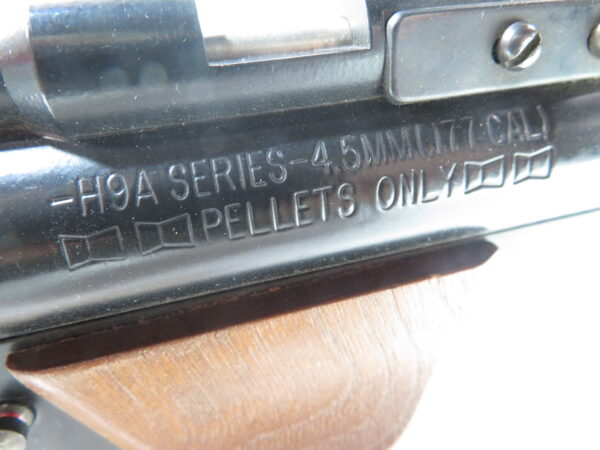 -H9A SERIES-4.5MM(.177 CAL)
PELLETS ONLY